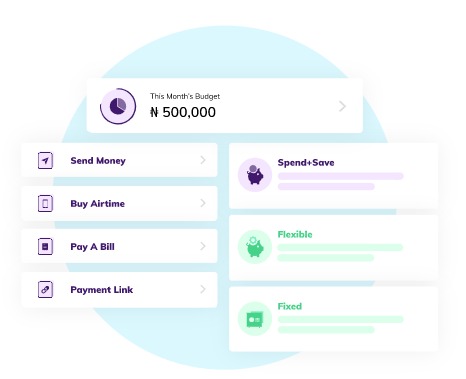 This Month's Budget
₦ 500,000
Send Money
Buy Airtime
Pay A Bill
Payment Link
Spend+Save
Flexible
Fixed